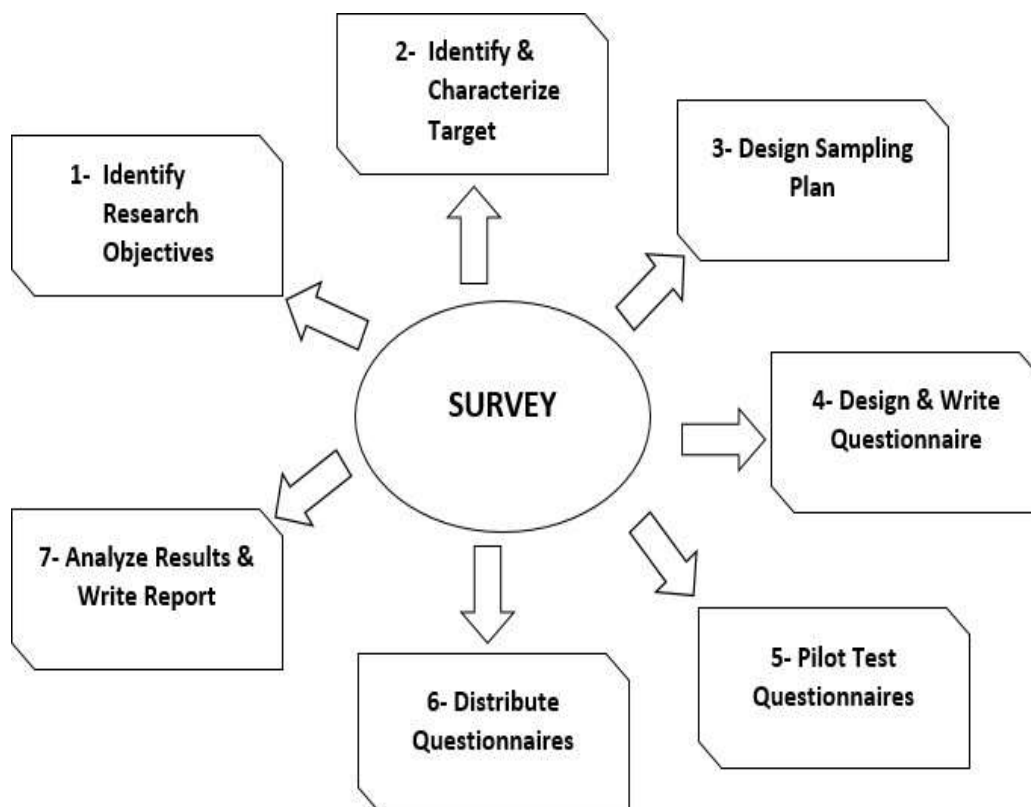 1- Identify
Research
Objectives
2- Identify &
Characterize
Target
3- Design Sampling
Plan
4- Design & Write
Questionnaire
5- Pilot Test
Questionnaires
6- Distribute
Questionnaires
7- Analyze Results &
Write Report
SURVEY